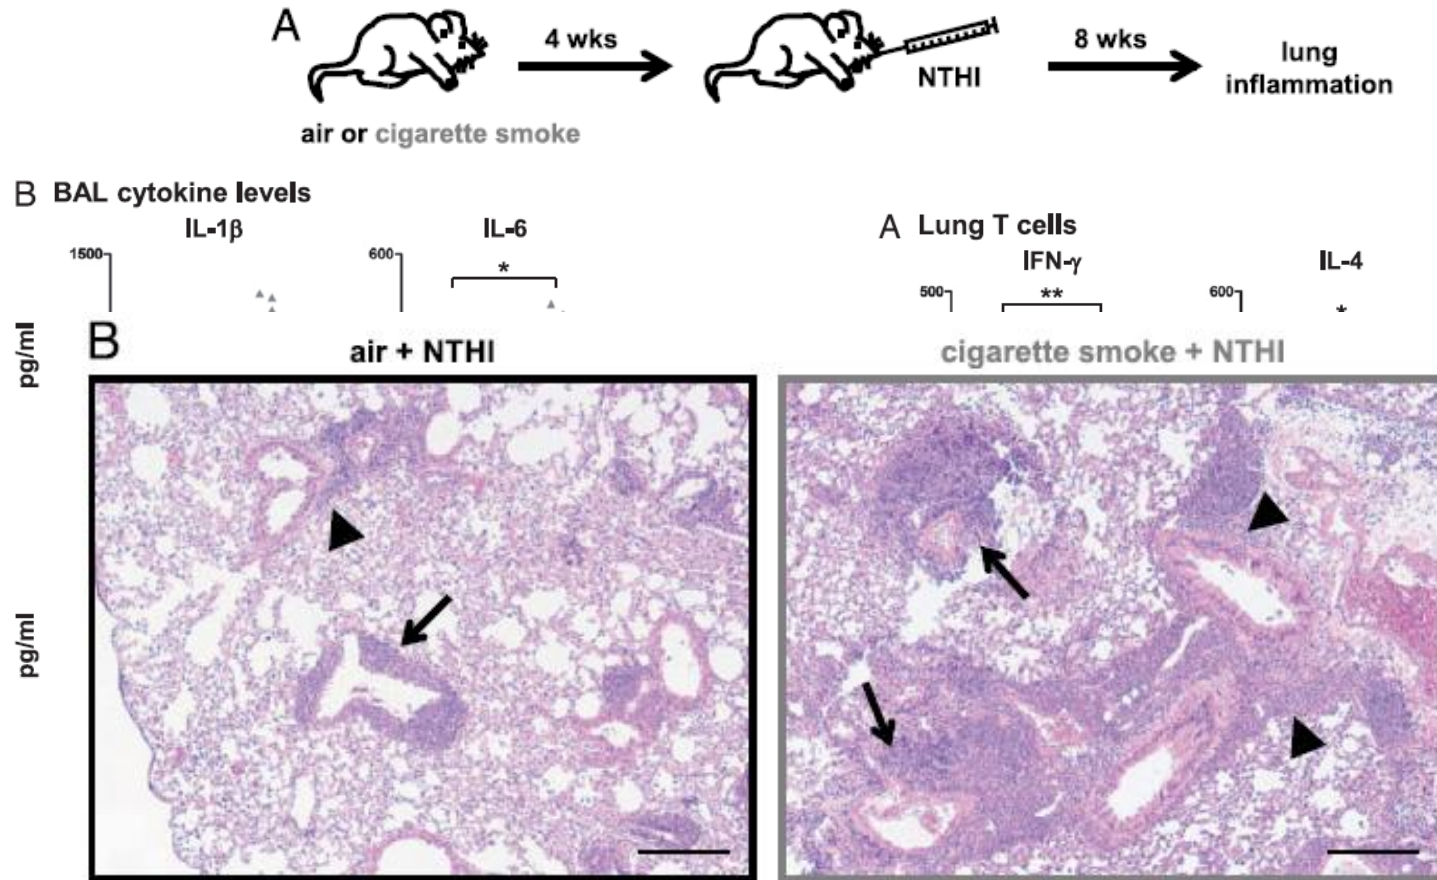 A
4 wks
NTHI
8 wks
lung
inflammation
air or cigarette smoke
B BAL cytokine levels
IL-1β
IL-6
1500
600
*
A Lung T cells
IFN-γ
IL-4
500
**
600
*
pg/ml
B
air + NTHI
cigarette smoke + NTHI
pg/ml